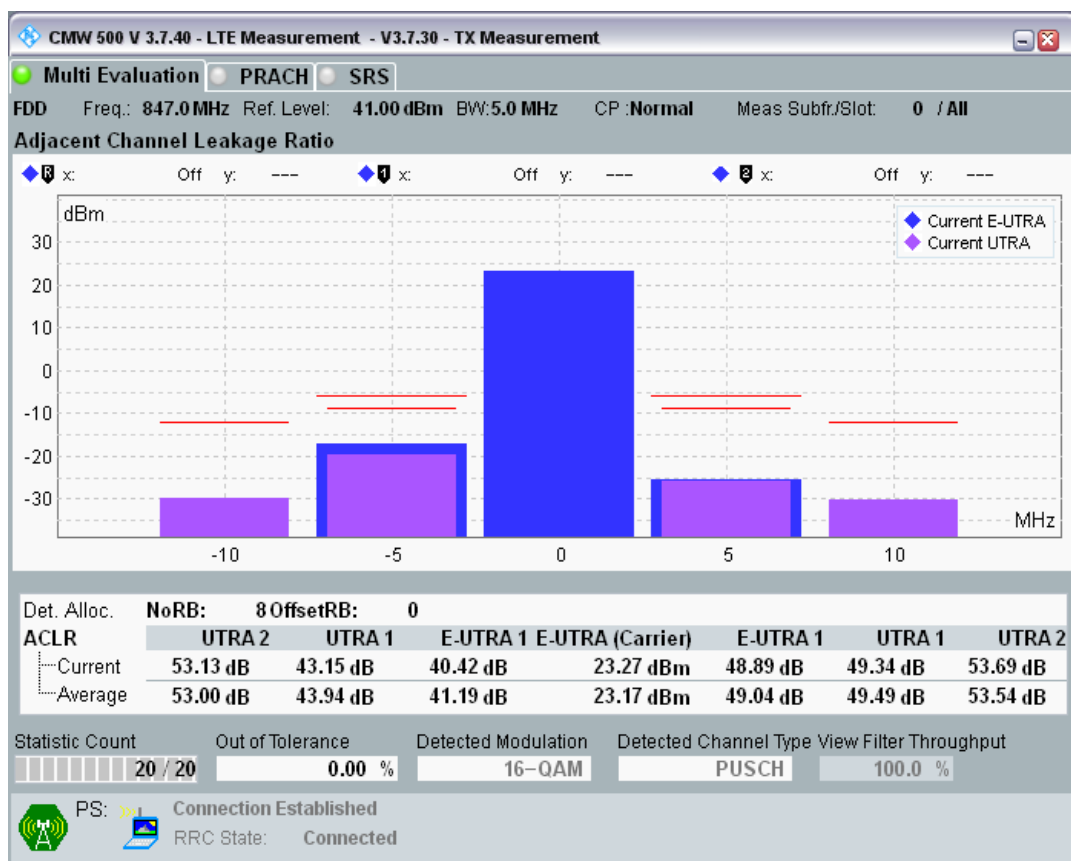 CMW 500 V 3.7.40 - LTE Measurement - V3.7.30 - TX Measurement
Multi Evaluation PRACH SRS
FDD Freq.: 847.0 MHz Ref. Level: 41.00 dBm BW:5.0 MHz CP :Normal Meas Subfr./Slot: 0 / All
Adjacent Channel Leakage Ratio
R x: Off y: --- 1 x: Off y: --- 2 x: Off y: ---
dBm
Current E-UTRA
Current UTRA
30
20
10
0
-10
-20
-30
MHz
-10 -5 0 5 10
Det. Alloc. NoRB: 8 OffsetRB: 0
ACLR UTRA 2 UTRA 1 E-UTRA 1 E-UTRA (Carrier) E-UTRA 1 UTRA 1 UTRA 2
Current 53.13 dB 43.15 dB 40.42 dB 23.27 dBm 48.89 dB 49.34 dB 53.69 dB
Average 53.00 dB 43.94 dB 41.19 dB 23.17 dBm 49.04 dB 49.49 dB 53.54 dB
Statistic Count Out of Tolerance Detected Modulation Detected Channel Type View Filter Throughput
20 / 20 0.00 % 16-QAM PUSCH 100.0 %
PS: Connection Established
RRC State: Connected